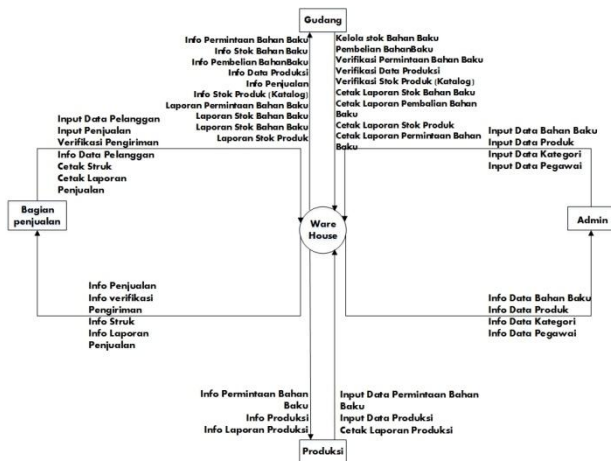 Gudang
Info Permintaan Bahan Baku
Info Stok Bahan Baku
Info Pembelian BahanBaku
Info Data Produksi
Info Penjualan
Info Stok Produk (Katalog)
Laporan Permintaan Bahan Baku
Laporan Stok Bahan Baku
Laporan Stok Bahan Baku
Laporan Stok Produk
Kelola stok Bahan Baku
Pembelian BahanBaku
Verifikasi Permintaan Bahan Baku
Verifikasi Data Produksi
Verifikasi Stok Produk (Katalog)
Cetak Laporan Stok Bahan Baku
Cetak Laporan Pembalian Bahan
Baku
Cetak Laporan Stok Produk
Cetak Laporan Permintaan Bahan
Baku
Input Data Pelanggan
Input Penjualan
Verifikasi Pengiriman
Info Data Pelanggan
Cetak Struk
Cetak Laporan
Penjualan
Input Data Bahan Baku
Input Data Produk
Input Data Kategori
Input Data Pegawai
Bagian
penjualan
Ware
House
Admin
Info Penjualan
Info verifikasi
Pengiriman
Info Struk
Info Laporan
Penjualan
Info Data Bahan Baku
Info Data Produk
Info Data Kategori
Info Data Pegawai
Info Permintaan Bahan
Baku
Info Produksi
Info Laporan Produksi
Input Data Permintaan Bahan
Baku
Input Data Produksi
Cetak Laporan Produksi
Produksi